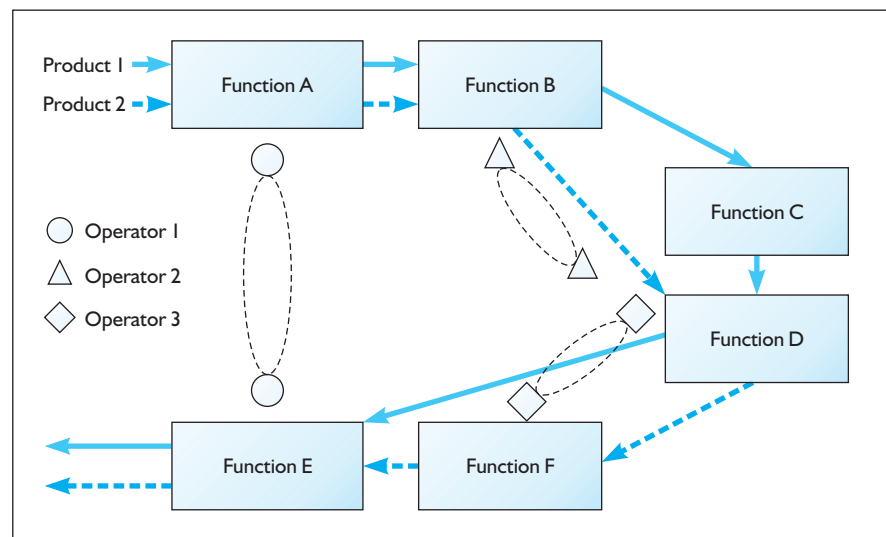 Product 1
Function A
Function B
Product 2
Function C
Operator 1
Operator 2
Operator 3
Function D
Function E
Function F